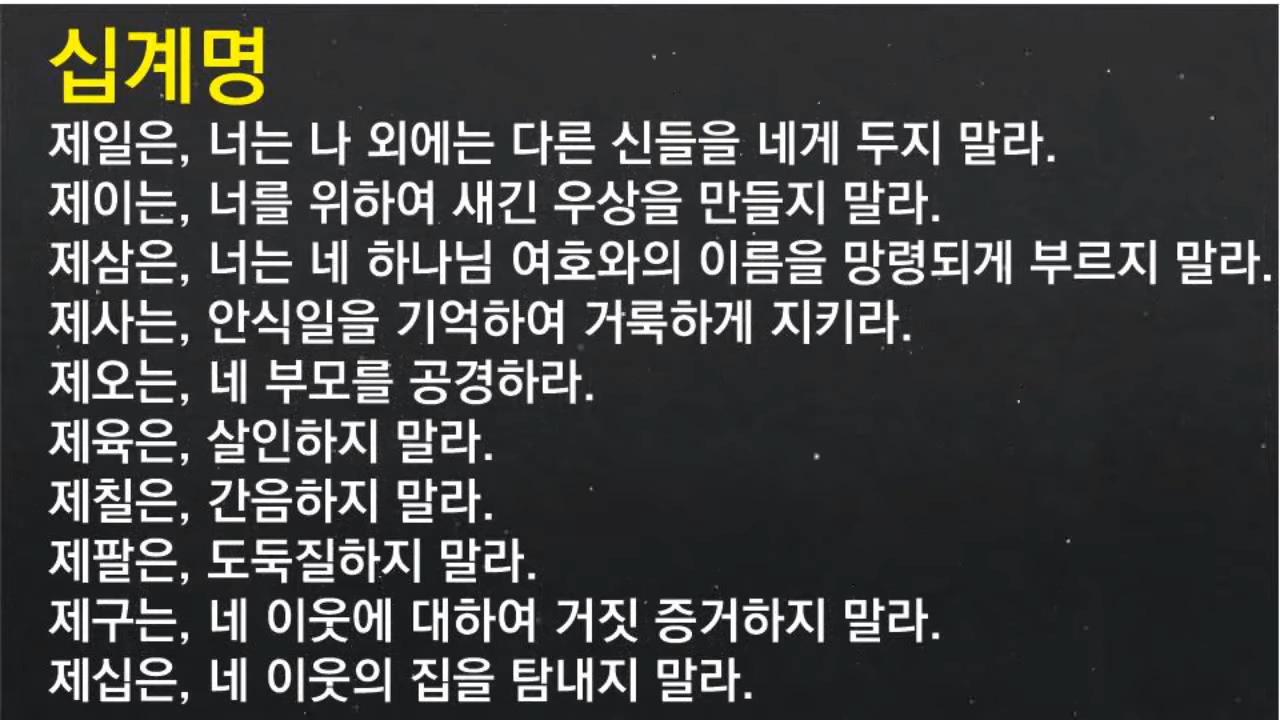 십계명
제일은, 너는 나 외에는 다른 신들을 네게 두지 말라.
제이는, 너를 위하여 새긴 우상을 만들지 말라.
제삼은, 너는 네 하나님 여호와의 이름을 망령되게 부르지 말라.
제사는, 안식일을 기억하여 거룩하게 지키라.
제오는, 네 부모를 공경하라.
제육은, 살인하지 말라.
제칠은, 간음하지 말라.
제팔은, 도둑질하지 말라.
제구는, 네 이웃에 대하여 거짓 증거하지 말라.
제십은, 네 이웃의 집을 탐내지 말라.